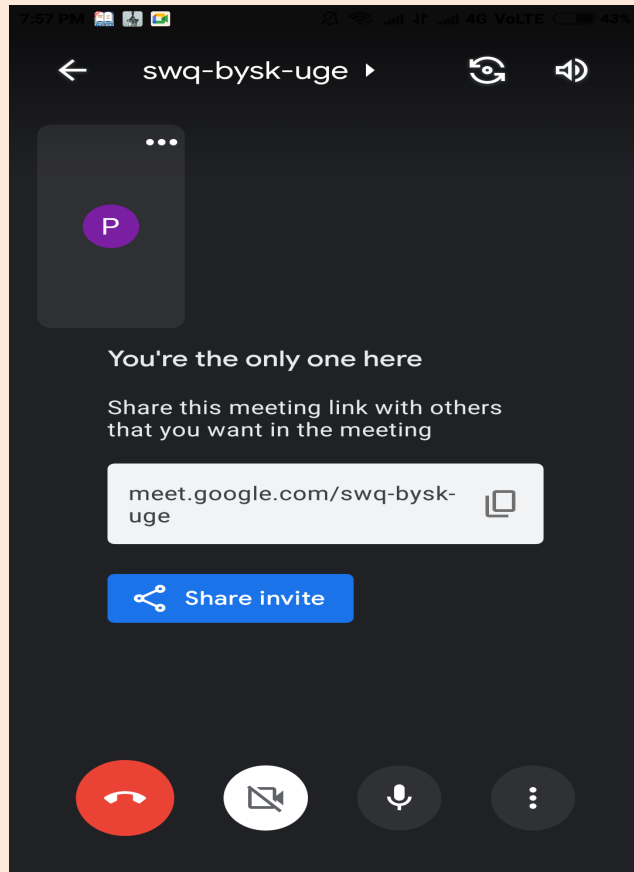 7:57 PM 4G VoLTE 43%
swq-bysk-uge
P
You're the only one here
Share this meeting link with others
that you want in the meeting
meet.google.com/swq-bysk-
uge
Share invite